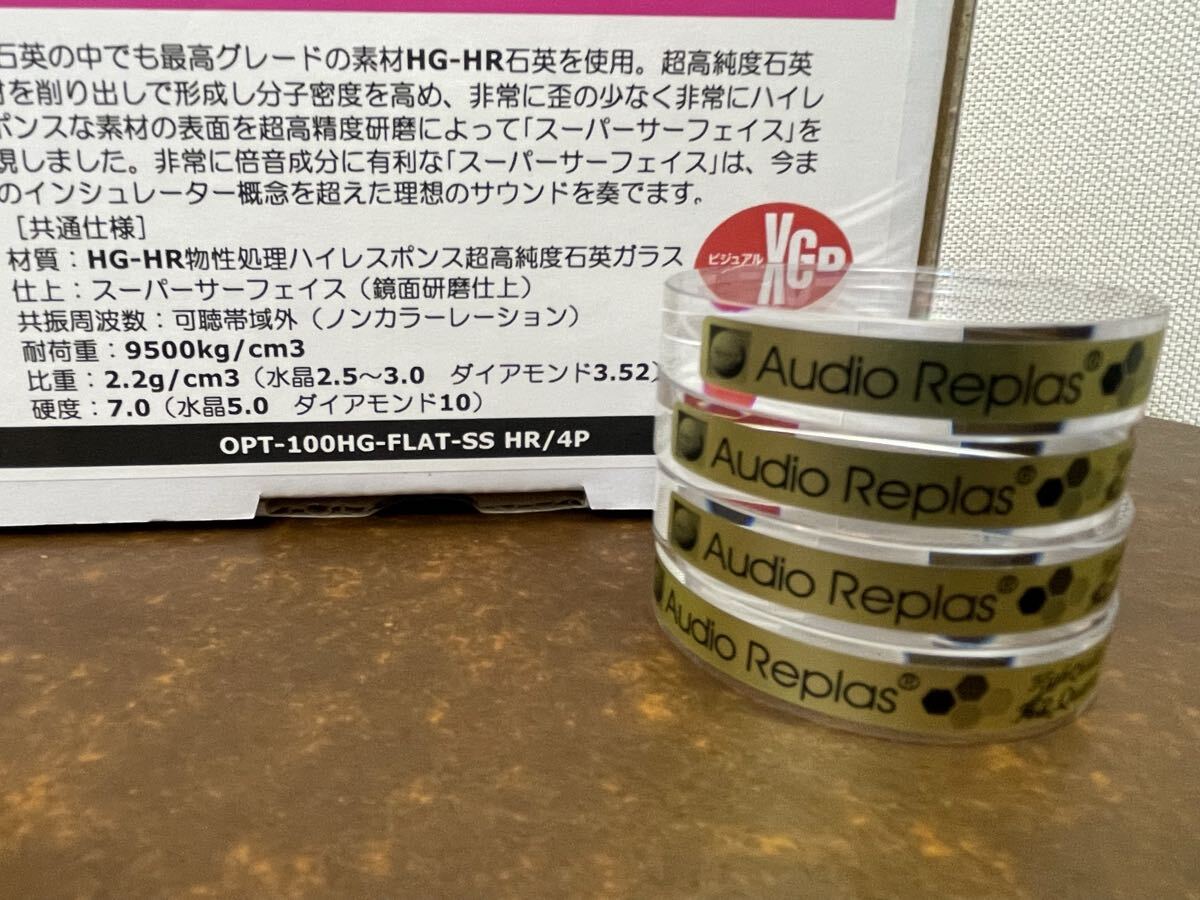 石英の中でも最高グレードの素材HG-HR石英を使用。超高純度石英
を削り出しで形成し分子密度を高め、非常に歪の少なく非常にハイレ
ポンスな素材の表面を超高精度研磨によって「スーパーサーフェイス」を
現しました。非常に倍音成分に有利な「スーパーサーフェイス」は、今ま
のインシュレーター概念を超えた理想のサウンドを奏でます。
[共通仕様]
材質：HG-HR物性処理ハイレスポンス超高純度石英ガラス
仕上：スーパーサーフェイス（鏡面研磨仕上）
共振周波数：可聴帯域外（ノンカラーレーション）
耐荷重：9500kg/cm3
比重：2.2g/cm3（水晶2.5～3.0　ダイアモンド3.52）
硬度：7.0（水晶5.0　ダイアモンド10）
OPT-100HG-FLAT-SS HR/4P
ビジュアル
Audio Replas®
Audio Replas®
Audio Replas®
Audio Replas®